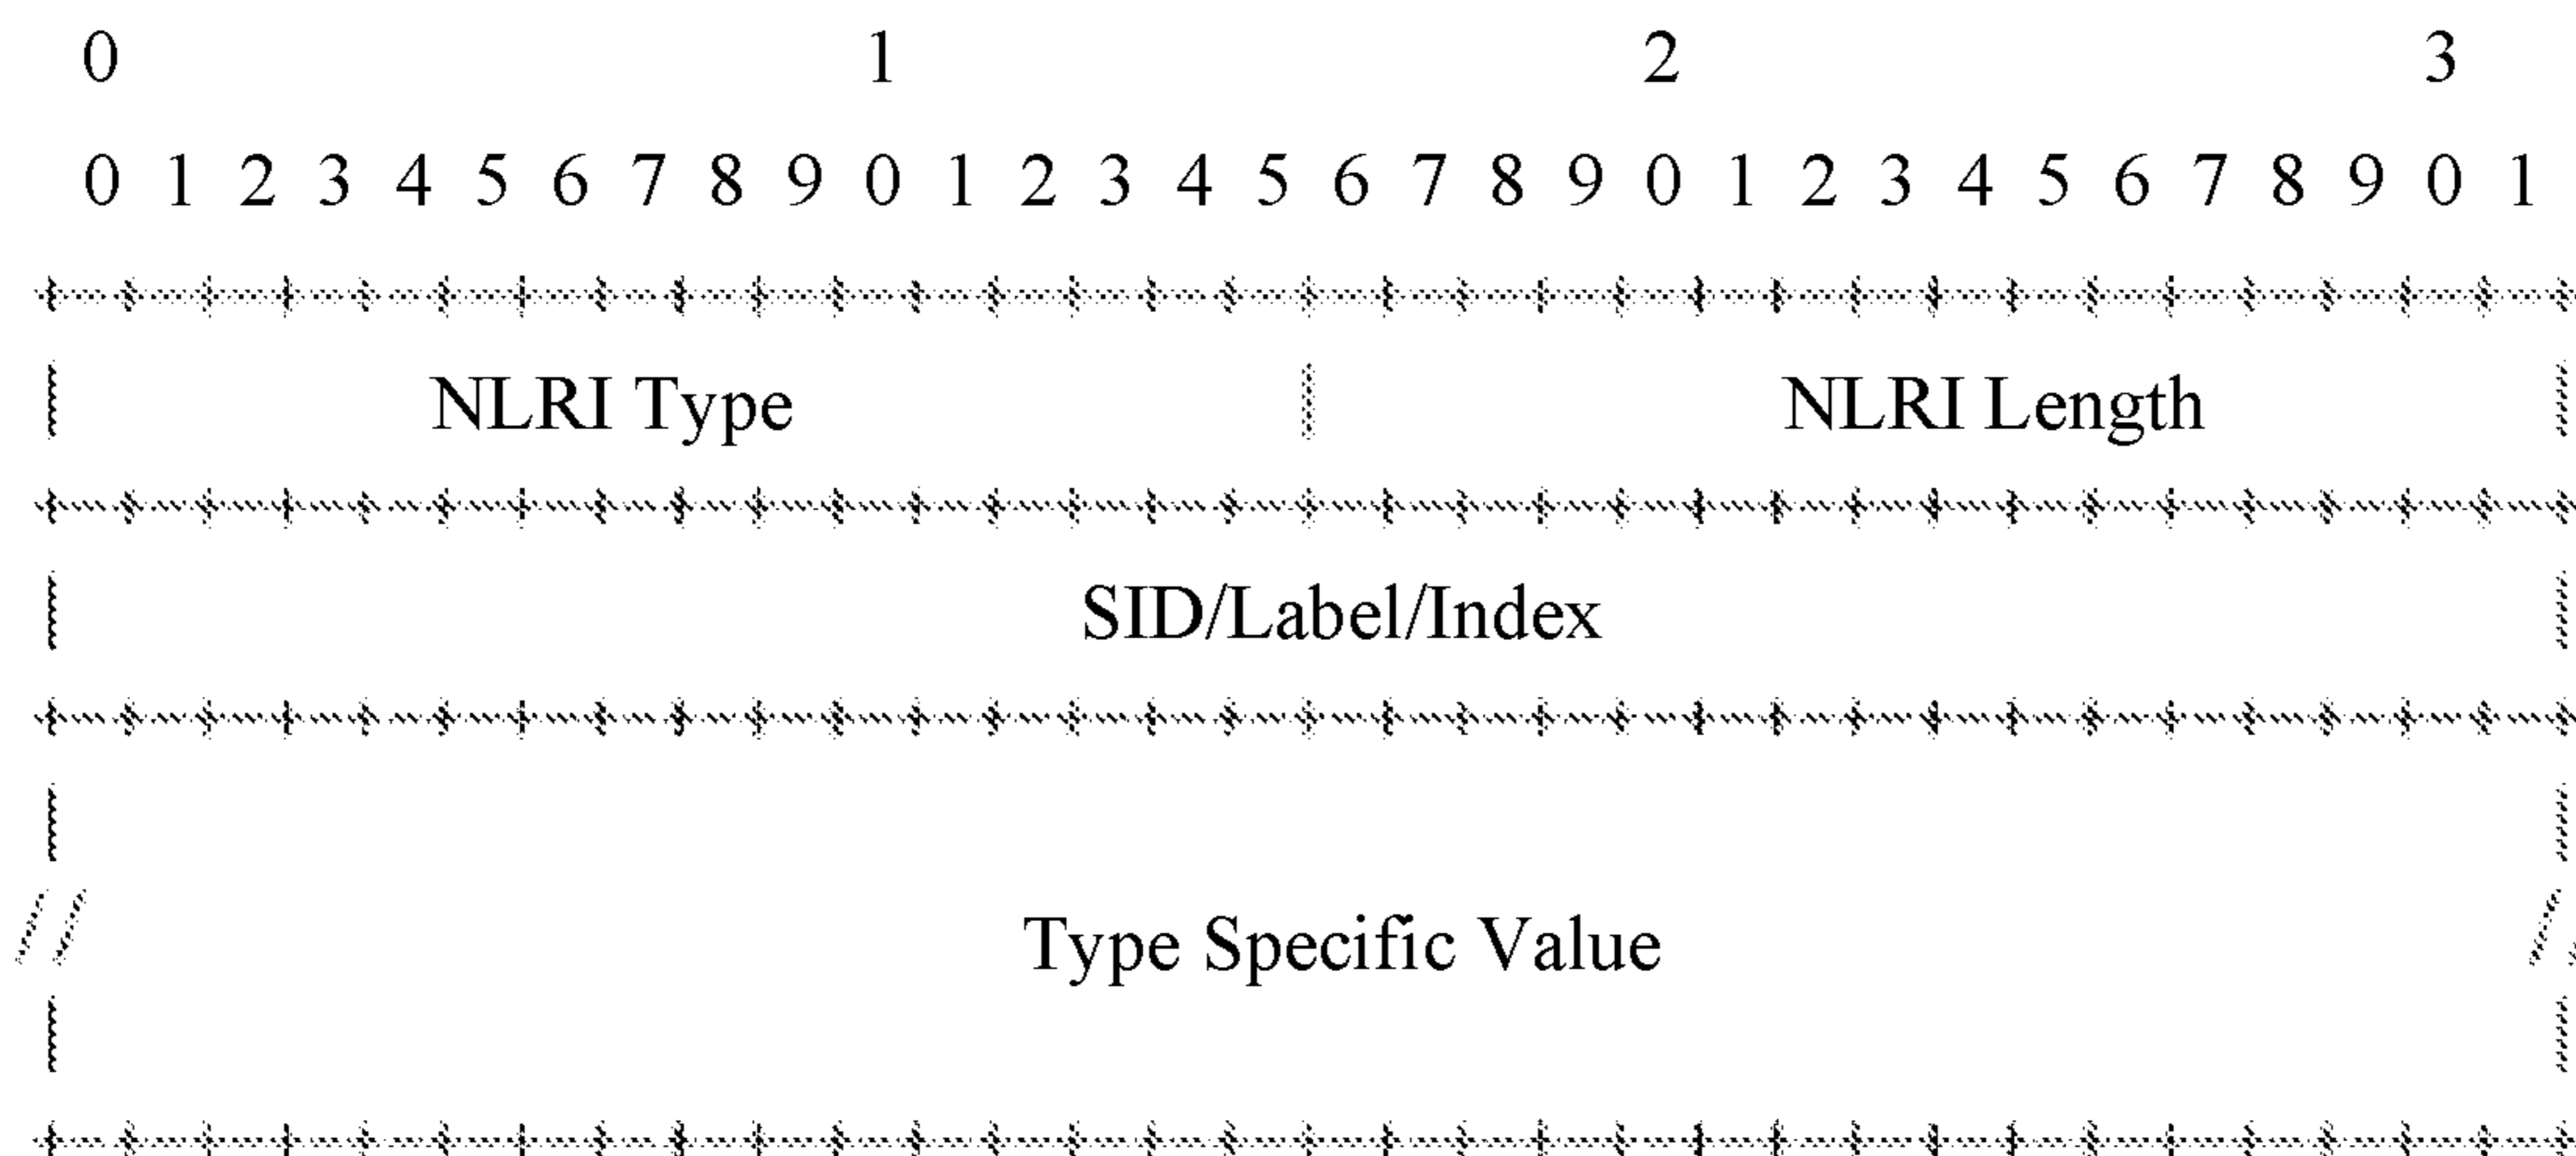 0 1 2 3
0 1 2 3 4 5 6 7 8 9 0 1 2 3 4 5 6 7 8 9 0 1 2 3 4 5 6 7 8 9 0 1
NLRI Type NLRI Length
SID/Label/Index
Type Specific Value